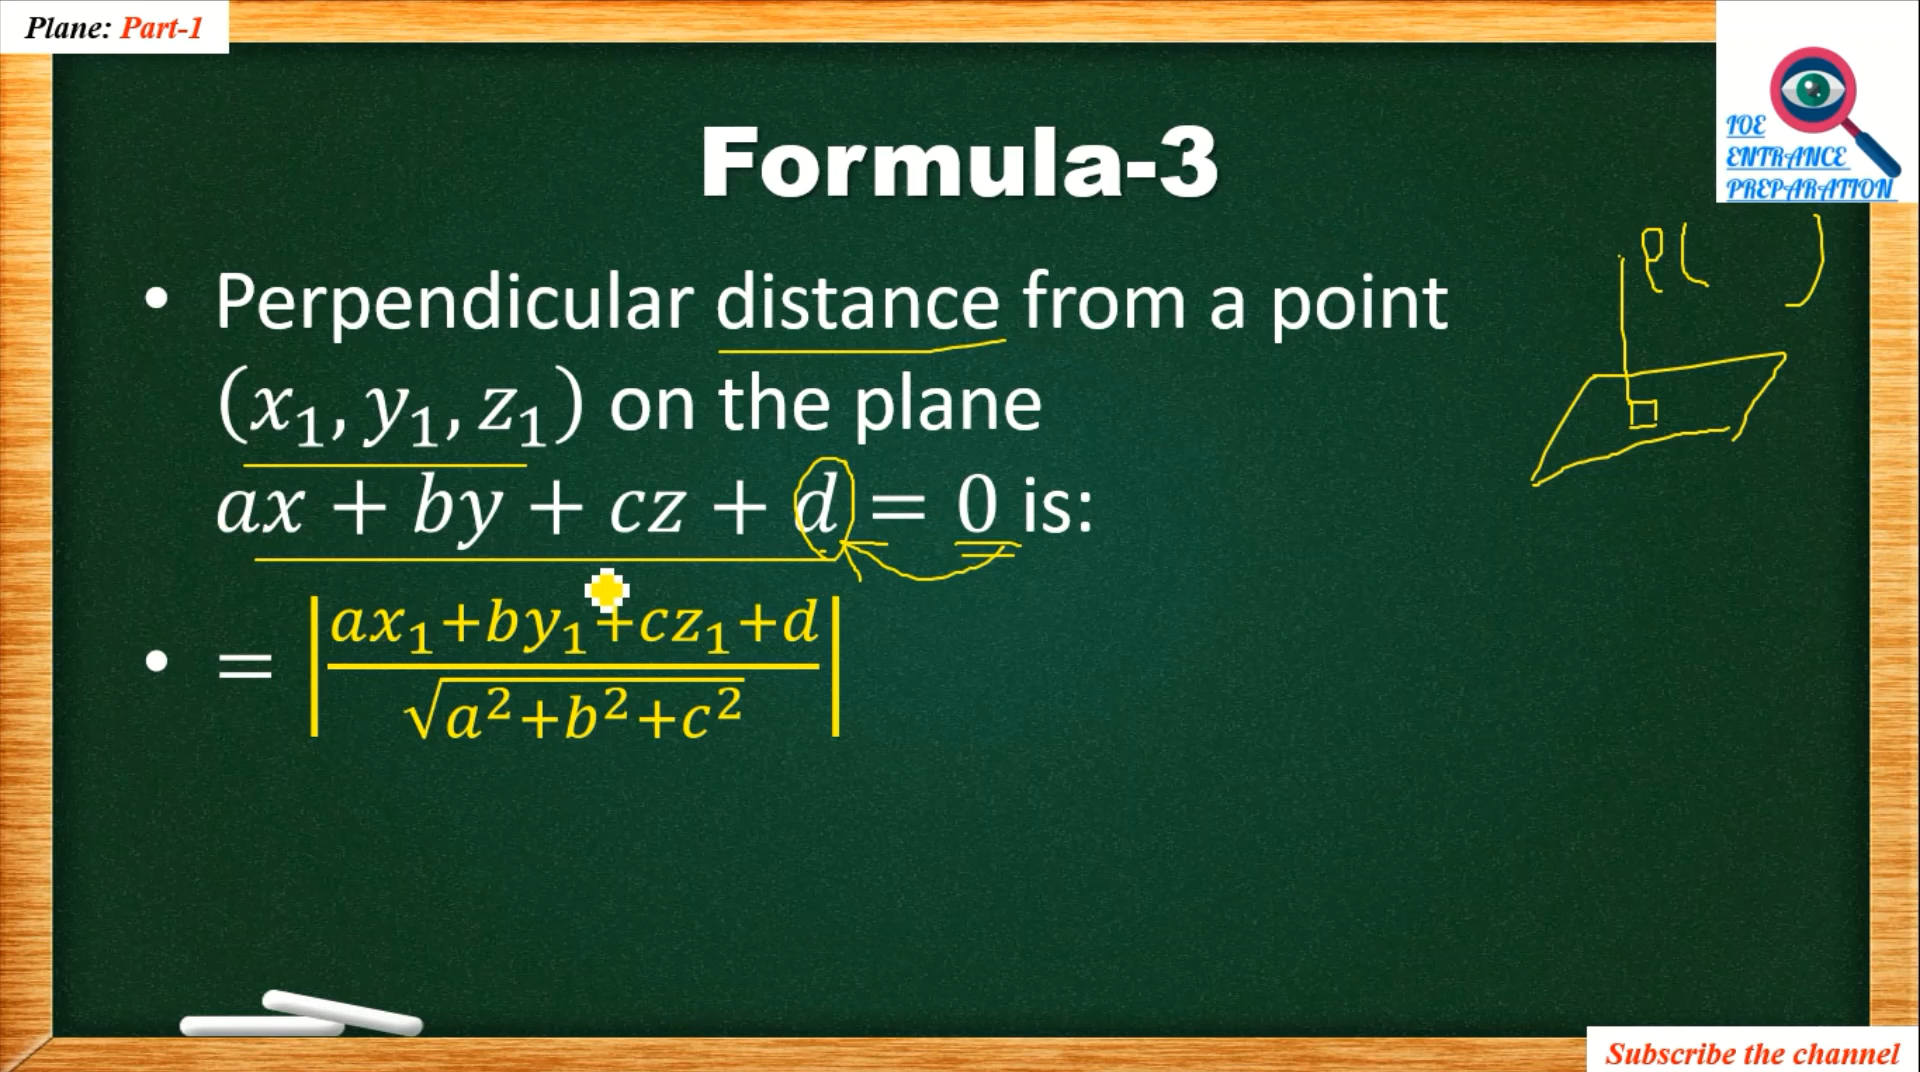 Plane: Part-1
IOE
ENTRANCE
PREPARATION
Formula-3
P( )
• Perpendicular distance from a point
(x₁, y₁, z₁) on the plane
ax + by + cz + d = 0 is:
• = |(ax₁+by₁+cz₁+d)/√(a²+b²+c²)|
Subscribe the channel